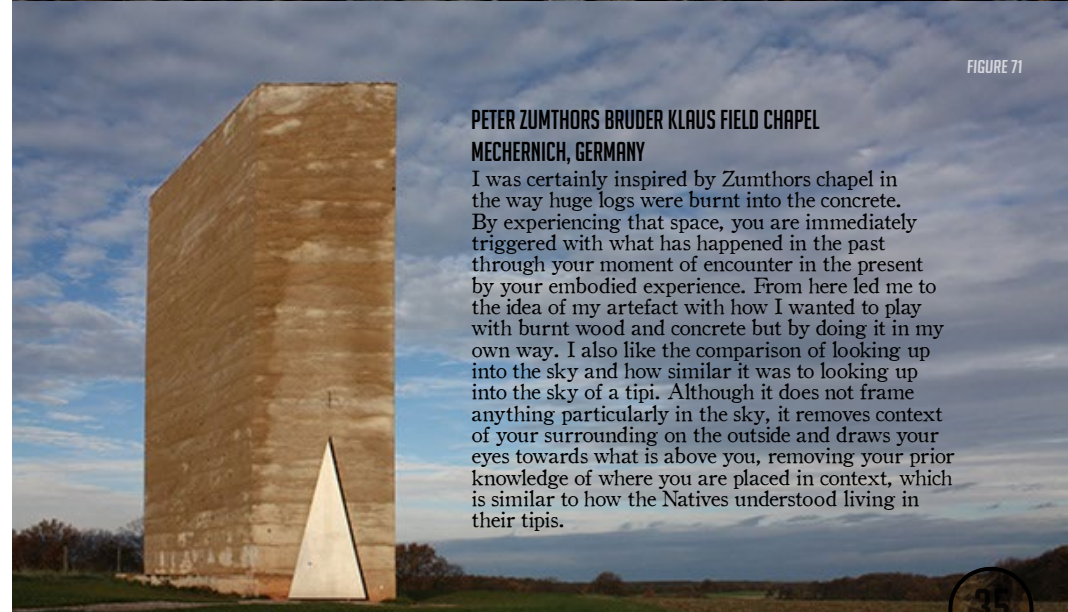 FIGURE 71
PETER ZUMTHORS BRUDER KLAUS FIELD CHAPEL
MECHERNICH, GERMANY
I was certainly inspired by Zumthors chapel in
the way huge logs were burnt into the concrete.
By experiencing that space, you are immediately
triggered with what has happened in the past
through your moment of encounter in the present
by your embodied experience. From here led me to
the idea of my artefact with how I wanted to play
with burnt wood and concrete but by doing it in my
own way. I also like the comparison of looking up
into the sky and how similar it was to looking up
into the sky of a tipi. Although it does not frame
anything particularly in the sky, it removes context
of your surrounding on the outside and draws your
eyes towards what is above you, removing your prior
knowledge of where you are placed in context, which
is similar to how the Natives understood living in
their tipis.